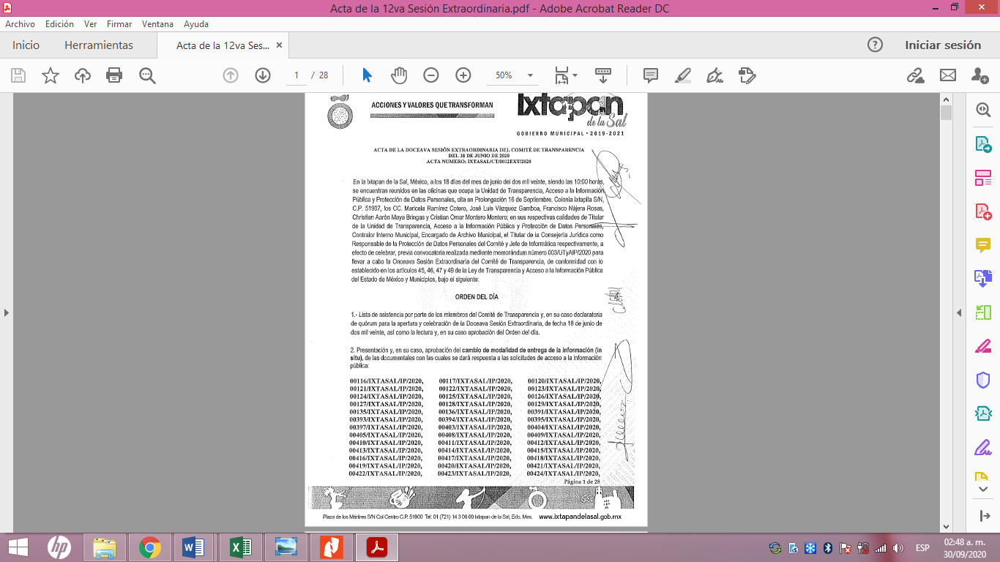 Acta de la 12va Sesión Extraordinaria.pdf - Adobe Acrobat Reader DC
Archivo Edición Ver Firmar Ventana Ayuda
Inicio Herramientas Acta de la 12va Ses... × Iniciar sesión
1 / 28 50%
ACCIONES Y VALORES QUE TRANSFORMAN
Ixtapan
de la Sal
GOBIERNO MUNICIPAL • 2019-2021
ACTA DE LA DOCEAVA SESIÓN EXTRAORDINARIA DEL COMITÉ DE TRANSPARENCIA
DEL 18 DE JUNIO DE 2020
ACTA NUMERO: IXTASAL/CT/0012EXT/2020
En la Ixtapan de la Sal, México, a los 18 días del mes de junio del dos mil veinte, siendo las 10:00 horas,
se encuentran reunidos en las oficinas que ocupa la Unidad de Transparencia, Acceso a la Información
Pública y Protección de Datos Personales, cita en Prolongación 16 de Septiembre, Colonia Ixtapita S/N,
C.P. 51907, los CC. Maricela Ramírez Cotero, José Luis Vázquez Gamboa, Francisco Nájera Rosas,
Christian Aarón Maya Bringas y Cristian Omar Montero Montero; en sus respectivas calidades de Titular
de la Unidad de Transparencia, Acceso a la Información Pública y Protección de Datos Personales,
Contralor Interno Municipal, Encargado de Archivo Municipal, el Titular de la Consejería Jurídica como
Responsable de la Protección de Datos Personales del Comité y Jefe de Informática respectivamente, a
efecto de celebrar, previa convocatoria realizada mediante memorándum número 003/UTyAIP/2020 para
llevar a cabo la Onceava Sesión Extraordinaria del Comité de Transparencia, de conformidad con lo
establecido en los artículos 45, 46, 47 y 49 de la Ley de Transparencia y Acceso a la Información Pública
del Estado de México y Municipios, bajo el siguiente:
ORDEN DEL DÍA
1.- Lista de asistencia por parte de los miembros del Comité de Transparencia y, en su caso declaratoria
de quórum para la apertura y celebración de la Doceava Sesión Extraordinaria, de fecha 18 de junio de
dos mil veinte, así como la lectura y, en su caso aprobación del Orden del día.
2. Presentación y, en su caso, aprobación del cambio de modalidad de entrega de la información (in
situ), de las documentales con las cuales se dará respuesta a las solicitudes de acceso a la información
pública:
00116/IXTASAL/IP/2020, 00117/IXTASAL/IP/2020, 00120/IXTASAL/IP/2020,
00121/IXTASAL/IP/2020, 00122/IXTASAL/IP/2020, 00123/IXTASAL/IP/2020,
00124/IXTASAL/IP/2020, 00125/IXTASAL/IP/2020, 00126/IXTASAL/IP/2020,
00127/IXTASAL/IP/2020, 00128/IXTASAL/IP/2020, 00129/IXTASAL/IP/2020,
00135/IXTASAL/IP/2020, 00136/IXTASAL/IP/2020, 00391/IXTASAL/IP/2020,
00393/IXTASAL/IP/2020, 00394/IXTASAL/IP/2020, 00395/IXTASAL/IP/2020,
00397/IXTASAL/IP/2020, 00403/IXTASAL/IP/2020, 00404/IXTASAL/IP/2020,
00405/IXTASAL/IP/2020, 00408/IXTASAL/IP/2020, 00409/IXTASAL/IP/2020,
00410/IXTASAL/IP/2020, 00411/IXTASAL/IP/2020, 00412/IXTASAL/IP/2020,
00413/IXTASAL/IP/2020, 00414/IXTASAL/IP/2020, 00415/IXTASAL/IP/2020,
00416/IXTASAL/IP/2020, 00417/IXTASAL/IP/2020, 00418/IXTASAL/IP/2020,
00419/IXTASAL/IP/2020, 00420/IXTASAL/IP/2020, 00421/IXTASAL/IP/2020,
00422/IXTASAL/IP/2020, 00423/IXTASAL/IP/2020, 00424/IXTASAL/IP/2020,
Página 1 de 28
Plaza de los Mártires S/N Col Centro C.P. 51900 Tel: 01 (721) 14 3 06 00 Ixtapan de la Sal, Edo. Mex. www.ixtapandelasal.gob.mx
ESP 02:48 a. m.
30/09/2020